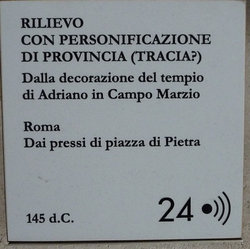 RILIEVO
CON PERSONIFICAZIONE
DI PROVINCIA (TRACIA?)
Dalla decorazione del tempio
di Adriano in Campo Marzio
Roma
Dai pressi di piazza di Pietra
145 d.C.
24